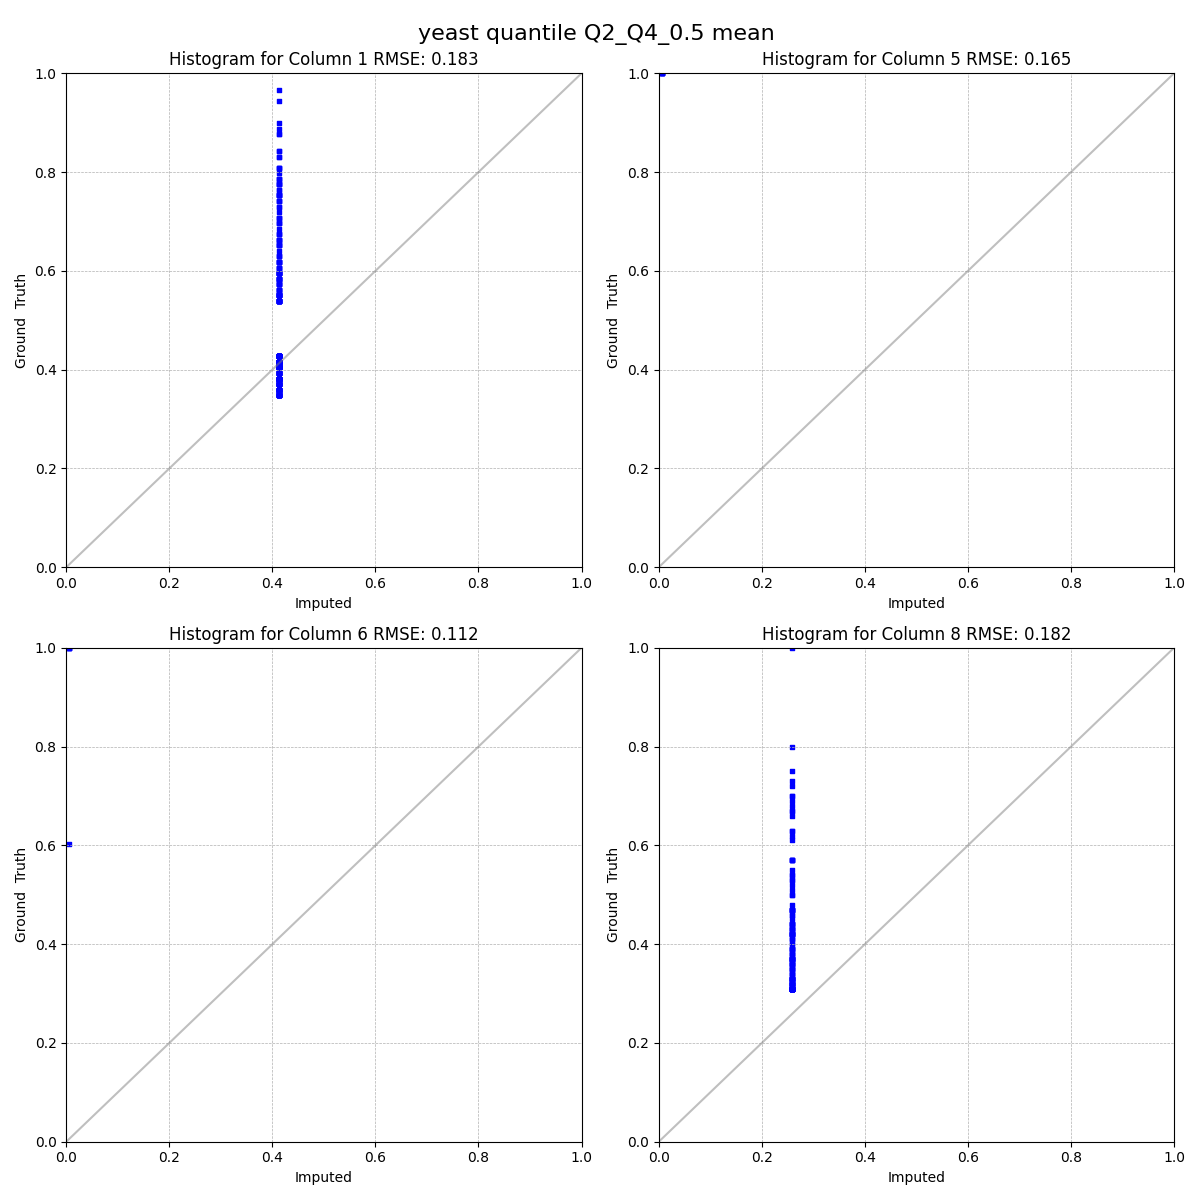 yeast quantile Q2_Q4_0.5 mean
Histogram for Column 1 RMSE: 0.183
Histogram for Column 5 RMSE: 0.165
1.0
0.8
0.6
0.4
0.2
0.0
Ground Truth
0.0 0.2 0.4 0.6 0.8 1.0
Imputed
1.0
0.8
0.6
0.4
0.2
0.0
Ground Truth
0.0 0.2 0.4 0.6 0.8 1.0
Imputed
Histogram for Column 6 RMSE: 0.112
Histogram for Column 8 RMSE: 0.182
1.0
0.8
0.6
0.4
0.2
0.0
Ground Truth
0.0 0.2 0.4 0.6 0.8 1.0
Imputed
1.0
0.8
0.6
0.4
0.2
0.0
Ground Truth
0.0 0.2 0.4 0.6 0.8 1.0
Imputed